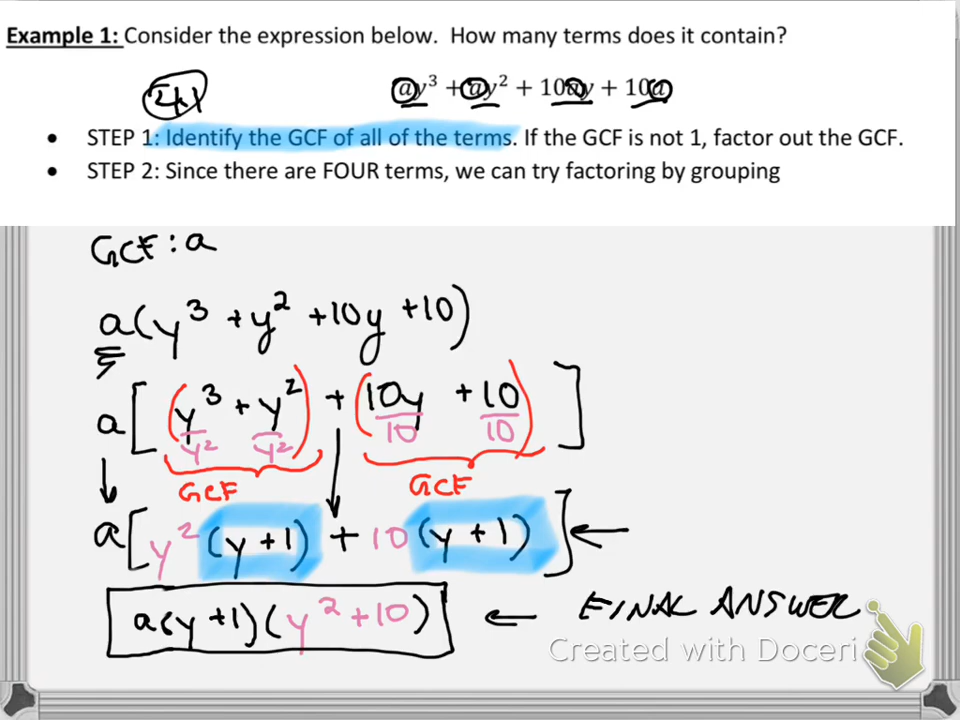 Example 1: Consider the expression below. How many terms does it contain?
ay³ + ay² + 10ay + 10a
• STEP 1: Identify the GCF of all of the terms. If the GCF is not 1, factor out the GCF.
• STEP 2: Since there are FOUR terms, we can try factoring by grouping
GCF: a
a(y³ + y² + 10y + 10)
a[(y³ + y²) + (10y + 10)]
y² y² 10 10
GCF GCF
a[y²(y+1) + 10(y+1)] ←
a(y+1)(y²+10) ← FINAL ANSWER
Created with Doceri